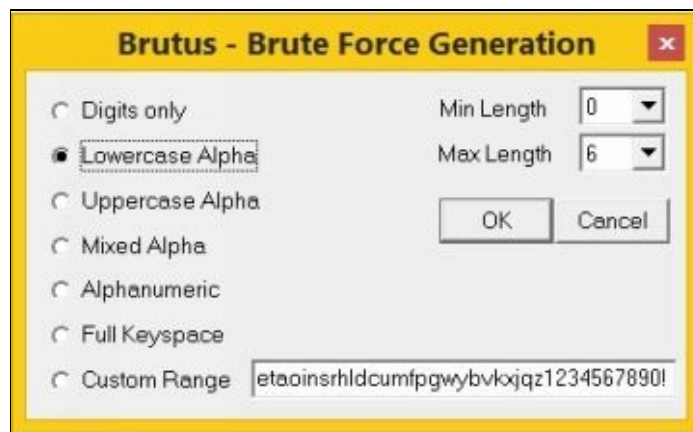 Brutus - Brute Force Generation
Digits only
Min Length 0
Lowercase Alpha
Max Length 6
Uppercase Alpha
OK Cancel
Mixed Alpha
Alphanumeric
Full Keyspace
Custom Range etaoinsrhldcumfpgwybvkxjqz1234567890!